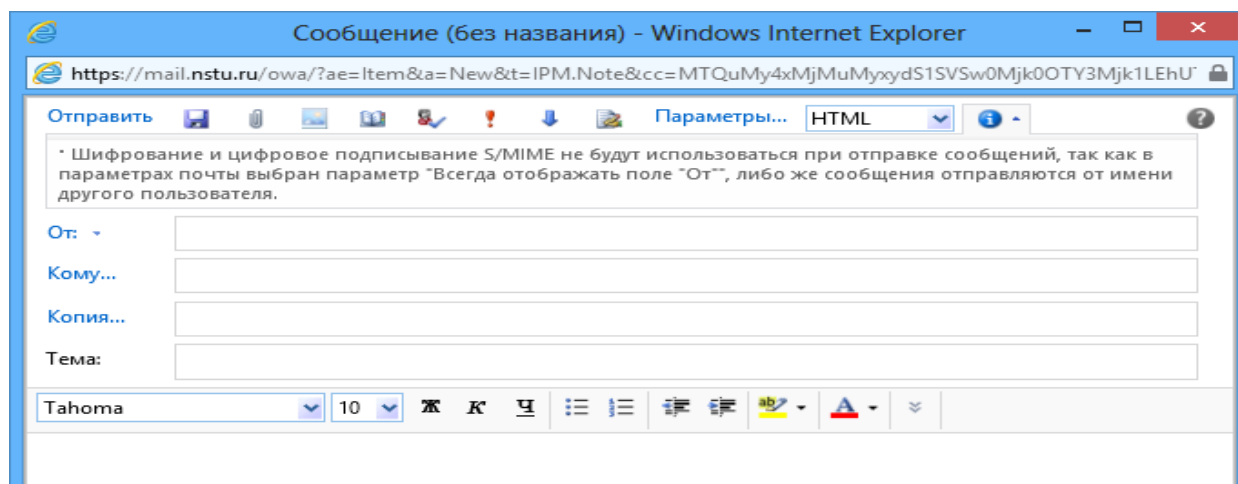 Сообщение (без названия) - Windows Internet Explorer
https://mail.nstu.ru/owa/?ae=Item&a=New&t=IPM.Note&cc=MTQuMy4xMjMuMyxydS1SVSw0Mjk0OTY3Mjk1LEhU
Отправить Параметры... HTML
· Шифрование и цифровое подписывание S/MIME не будут использоваться при отправке сообщений, так как в
параметрах почты выбран параметр "Всегда отображать поле "От"", либо же сообщения отправляются от имени
другого пользователя.
От:
Кому...
Копия...
Тема:
Tahoma 10 Ж К Ч ab A